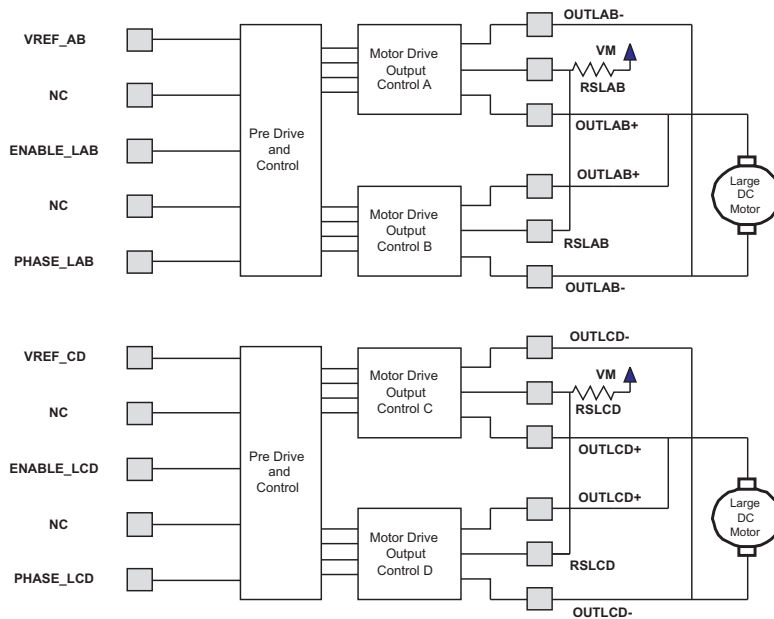 OUTLAB-
VREF_AB
Motor Drive
Output
Control A
VM
RSLAB
NC
OUTLAB+
Pre Drive
and
Control
ENABLE_LAB
OUTLAB+
Large
DC
Motor
NC
Motor Drive
Output
Control B
RSLAB
PHASE_LAB
OUTLAB-
OUTLCD-
VREF_CD
Motor Drive
Output
Control C
VM
RSLCD
NC
OUTLCD+
Pre Drive
and
Control
ENABLE_LCD
OUTLCD+
Large
DC
Motor
NC
Motor Drive
Output
Control D
RSLCD
PHASE_LCD
OUTLCD-